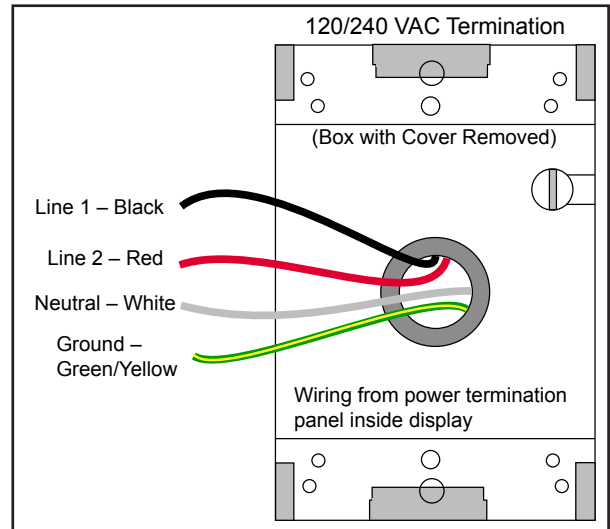 120/240 VAC Termination
(Box with Cover Removed)
Line 1 – Black
Line 2 – Red
Neutral – White
Ground –
Green/Yellow
Wiring from power termination
panel inside display